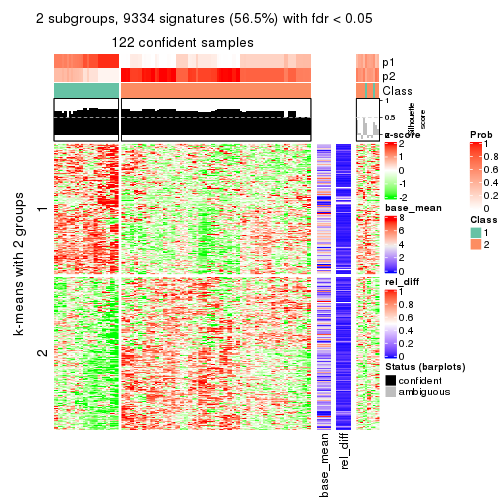 2 subgroups, 9334 signatures (56.5%) with fdr < 0.05
122 confident samples
p1
p2
Class
1
0.5
0
Silhouette
score
k-means with 2 groups
1
2
base_mean
rel_diff
z-score
2
1
0
-1
-2
base_mean
8
6
4
2
0
rel_diff
1
0.8
0.6
0.4
0.2
0
Status (barplots)
confident
ambiguous
Prob
1
0.8
0.6
0.4
0.2
0
Class
1
2